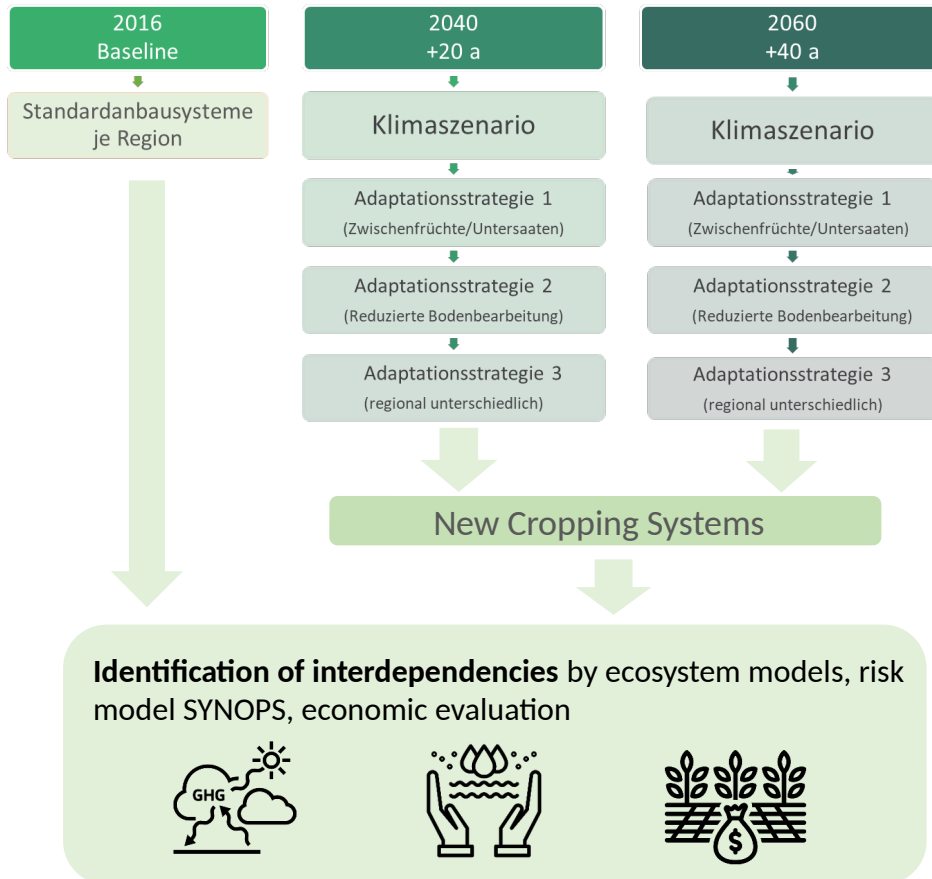 2016
Baseline
Standardanbausysteme
je Region
2040
+20 a
Klimaszenario
Adaptationsstrategie 1
(Zwischenfrüchte/Untersaaten)
Adaptationsstrategie 2
(Reduzierte Bodenbearbeitung)
Adaptationsstrategie 3
(regional unterschiedlich)
2060
+40 a
Klimaszenario
Adaptationsstrategie 1
(Zwischenfrüchte/Untersaaten)
Adaptationsstrategie 2
(Reduzierte Bodenbearbeitung)
Adaptationsstrategie 3
(regional unterschiedlich)
New Cropping Systems
Identification of interdependencies by ecosystem models, risk
model SYNOPS, economic evaluation
GHG
$